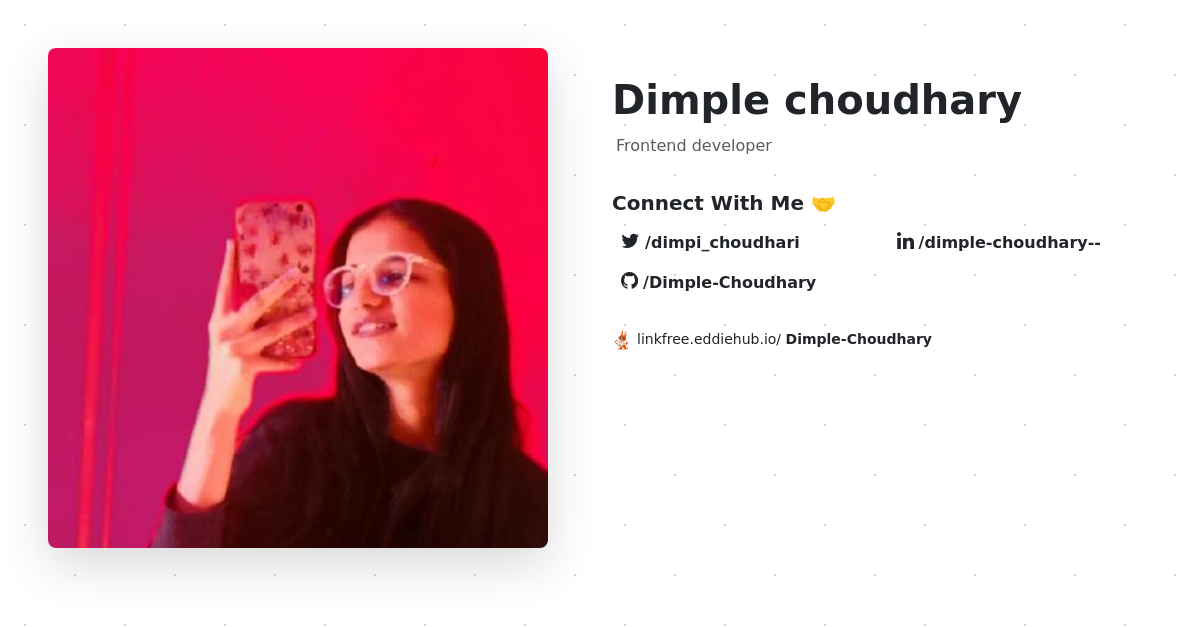 Dimple choudhary
Frontend developer
Connect With Me 🤝
/dimpi_choudhari
/dimple-choudhary--
/Dimple-Choudhary
linkfree.eddiehub.io/ Dimple-Choudhary